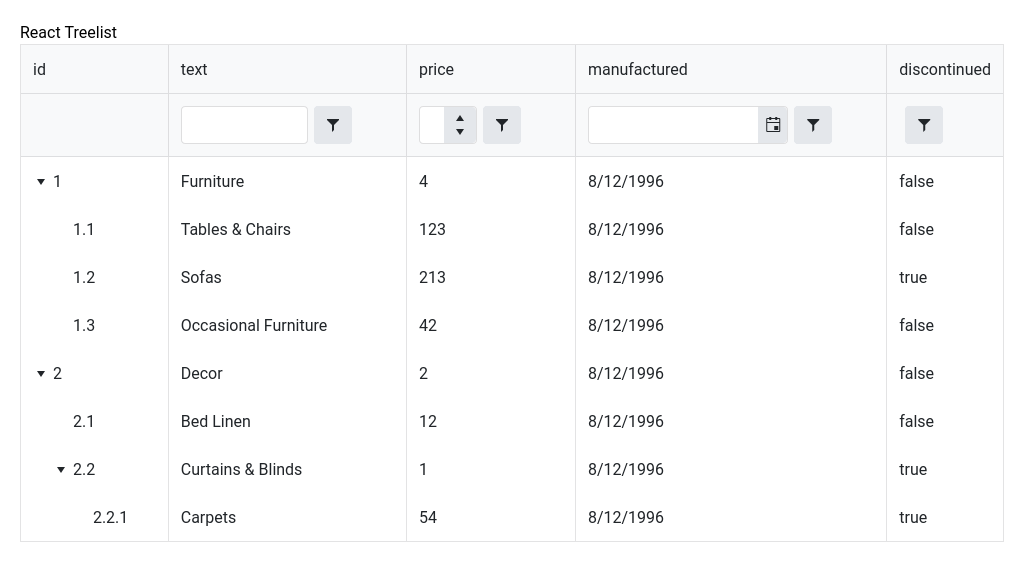 React Treelist
id text price manufactured discontinued
1 Furniture 4 8/12/1996 false
1.1 Tables & Chairs 123 8/12/1996 false
1.2 Sofas 213 8/12/1996 true
1.3 Occasional Furniture 42 8/12/1996 false
2 Decor 2 8/12/1996 false
2.1 Bed Linen 12 8/12/1996 false
2.2 Curtains & Blinds 1 8/12/1996 true
2.2.1 Carpets 54 8/12/1996 true